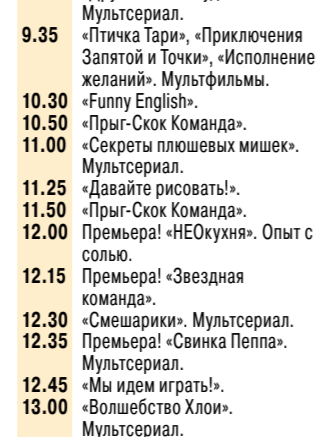 Мультсериал.
9.35 «Птичка Тари», «Приключения
Запятой и Точки», «Исполнение
желаний». Мультфильмы.
10.30 «Funny English».
10.50 «Прыг-Скок Команда».
11.00 «Секреты плюшевых мишек».
Мультсериал.
11.25 «Давайте рисовать!».
11.50 «Прыг-Скок Команда».
12.00 Премьера! «НЕОкухня». Опыт с
солью.
12.15 Премьера! «Звездная
команда».
12.30 «Смешарики». Мультсериал.
12.35 Премьера! «Свинка Пеппа».
Мультсериал.
12.45 «Мы идем играть!».
13.00 «Волшебство Хлои».
Мультсериал.